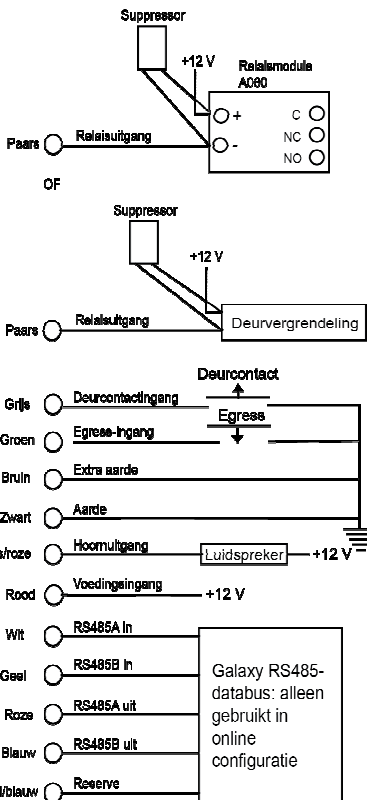 Suppressor
+12 V
Relaismodule
A060
+
C
NC
-
NO
Paars
Relaisuitgang
OF
Suppressor
+12 V
Deurvergrendeling
Paars
Relaisuitgang
Deurcontact
Grijs
Deurcontactingang
Egress
Groen
Egress-ingang
Bruin
Extra aarde
Zwart
Aarde
s/roze
Hoornuitgang
Luidspreker
+12 V
Rood
Voedingsingang
+12 V
Wit
RS485A in
Geel
RS485B in
Roze
RS485A uit
Blauw
RS485B uit
/blauw
Reserve
Galaxy RS485-
databus: alleen
gebruikt in
online
configuratie